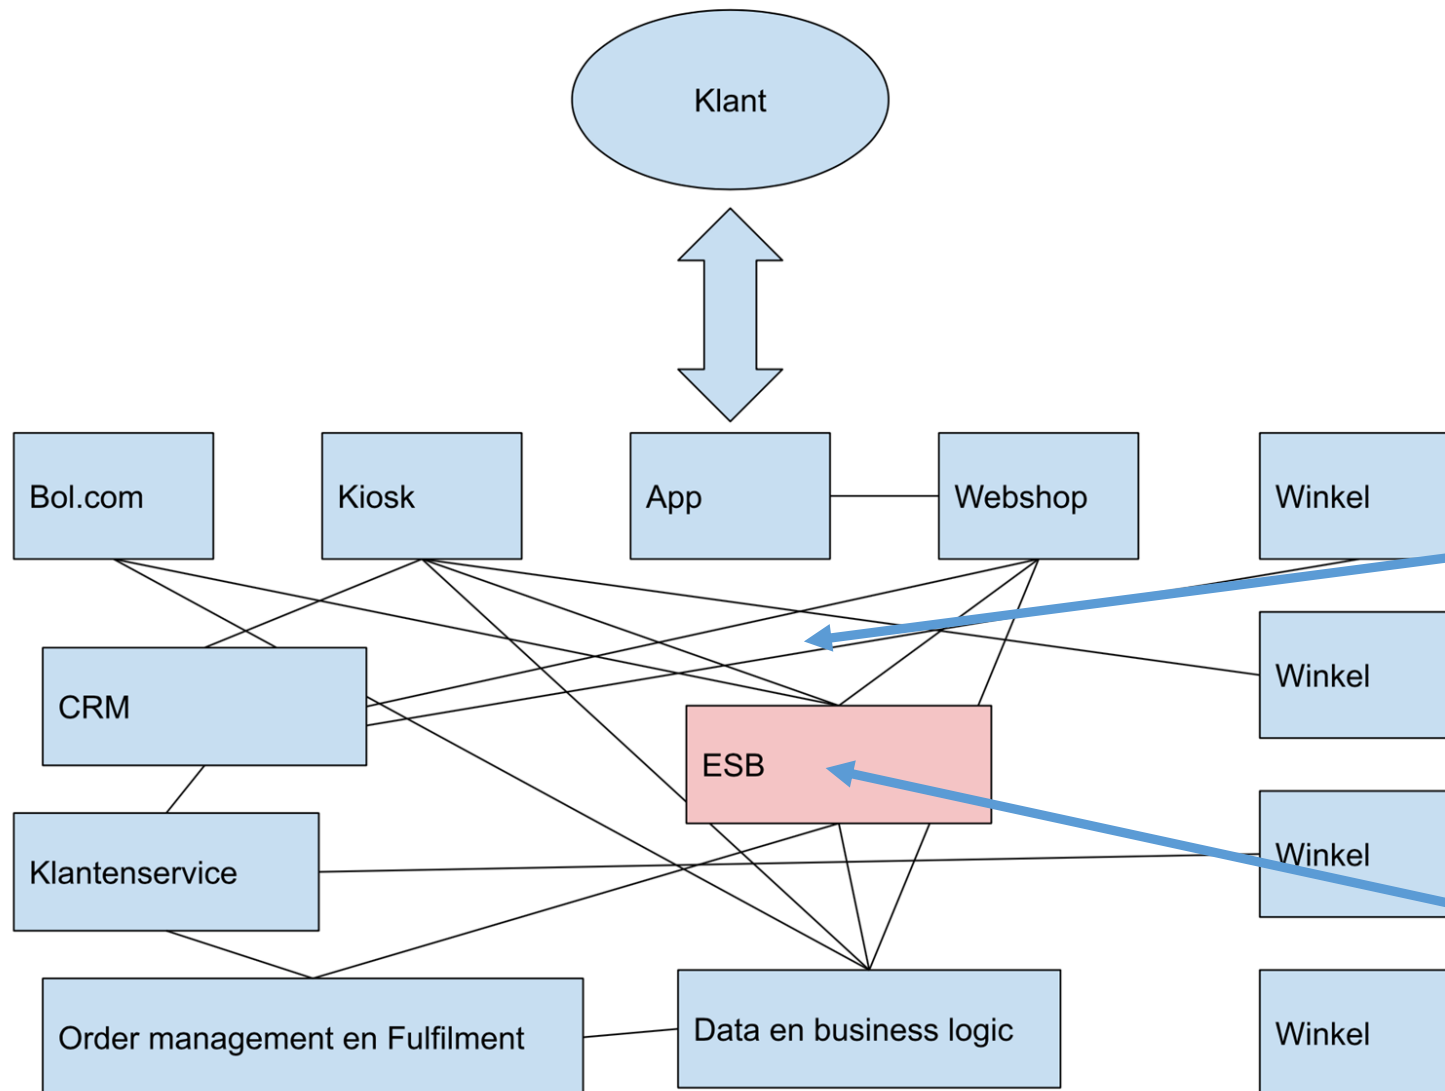 Klant
Bol.com
Kiosk
App
Webshop
Winkel
CRM
Winkel
ESB
Klantenservice
Winkel
Order management en Fulfilment
Data en business logic
Winkel